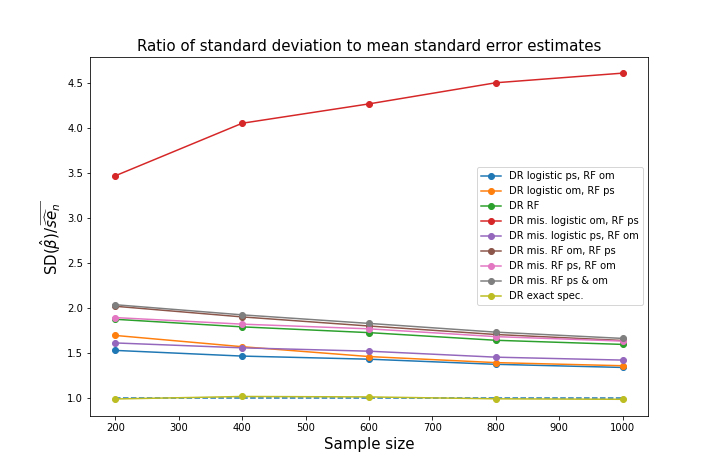 Ratio of standard deviation to mean standard error estimates
SD(β̂)/\overline{\widehat{se}_n}
4.5
4.0
3.5
3.0
2.5
2.0
1.5
1.0
DR logistic ps, RF om
DR logistic om, RF ps
DR RF
DR mis. logistic om, RF ps
DR mis. logistic ps, RF om
DR mis. RF om, RF ps
DR mis. RF ps, RF om
DR mis. RF ps & om
DR exact spec.
200 300 400 500 600 700 800 900 1000
Sample size